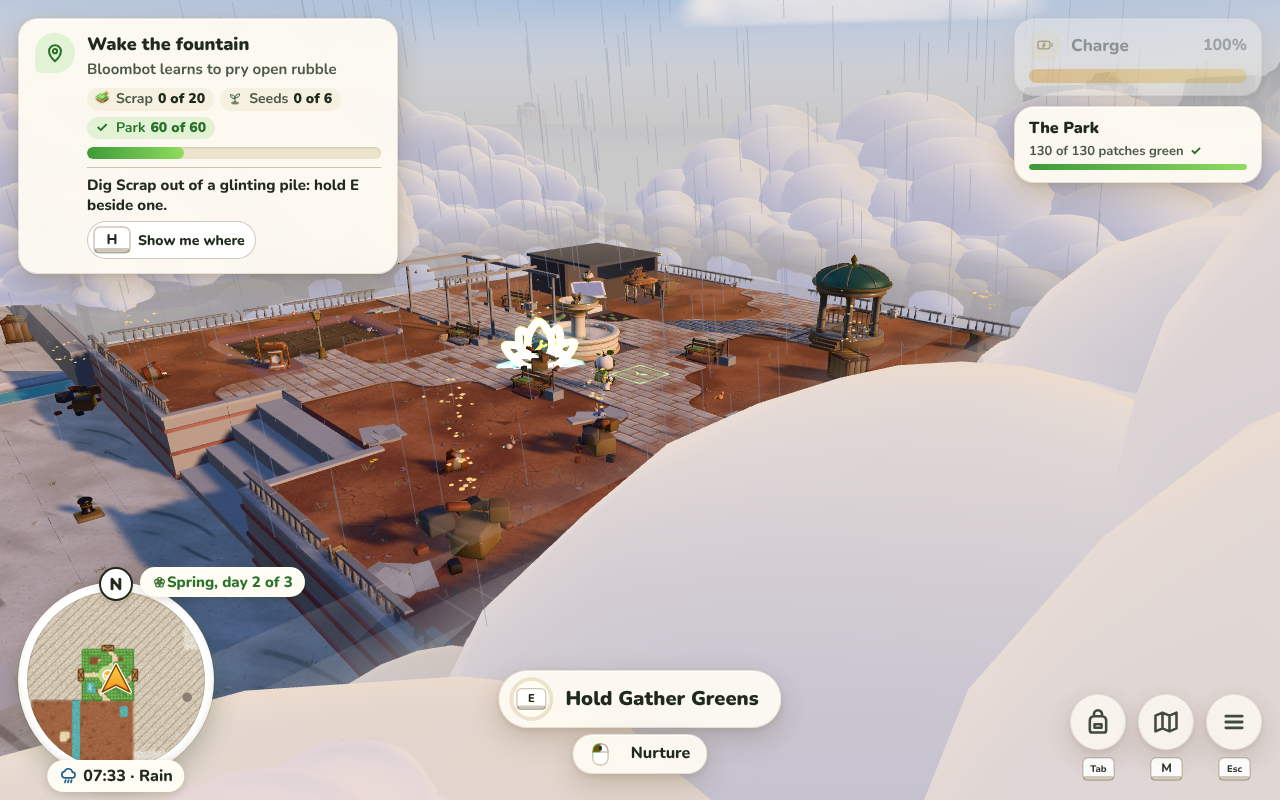 Wake the fountain
Bloombot learns to pry open rubble
Scrap 0 of 20
Seeds 0 of 6
Park 60 of 60
Dig Scrap out of a glinting pile: hold E
beside one.
H
Show me where
Charge
100%
The Park
130 of 130 patches green
N
Spring, day 2 of 3
07:33 · Rain
E
Hold Gather Greens
Nurture
Tab
M
Esc